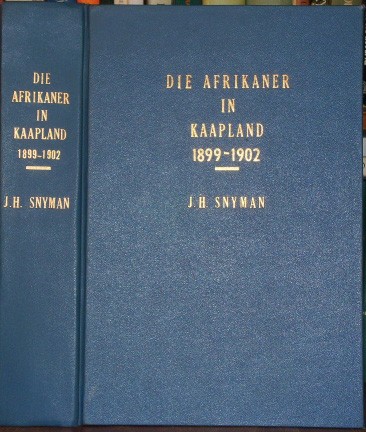 DIE
AFRIKANER
IN
KAAPLAND
1899-1902
J.H. SNYMAN
DIE AFRIKANER
IN
KAAPLAND
1899-1902
J.H. SNYMAN